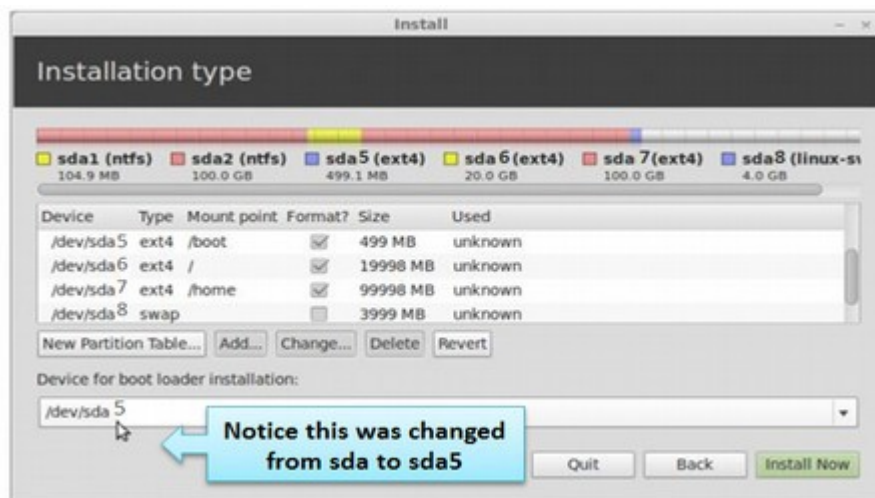 Install
Installation type
sda1 (ntfs) sda2 (ntfs) sda5 (ext4) sda6(ext4) sda7(ext4) sda8 (linux-sv
104.9 MB 100.0 GB 499.1 MB 20.0 GB 100.0 GB 4.0 GB
Device Type Mount point Format? Size Used
/dev/sda5 ext4 /boot 499 MB unknown
/dev/sda6 ext4 / 19998 MB unknown
/dev/sda7 ext4 /home 99998 MB unknown
/dev/sda8 swap 3999 MB unknown
New Partition Table... Add... Change... Delete Revert
Device for boot loader installation:
/dev/sda 5
Notice this was changed
from sda to sda5
Quit Back Install Now